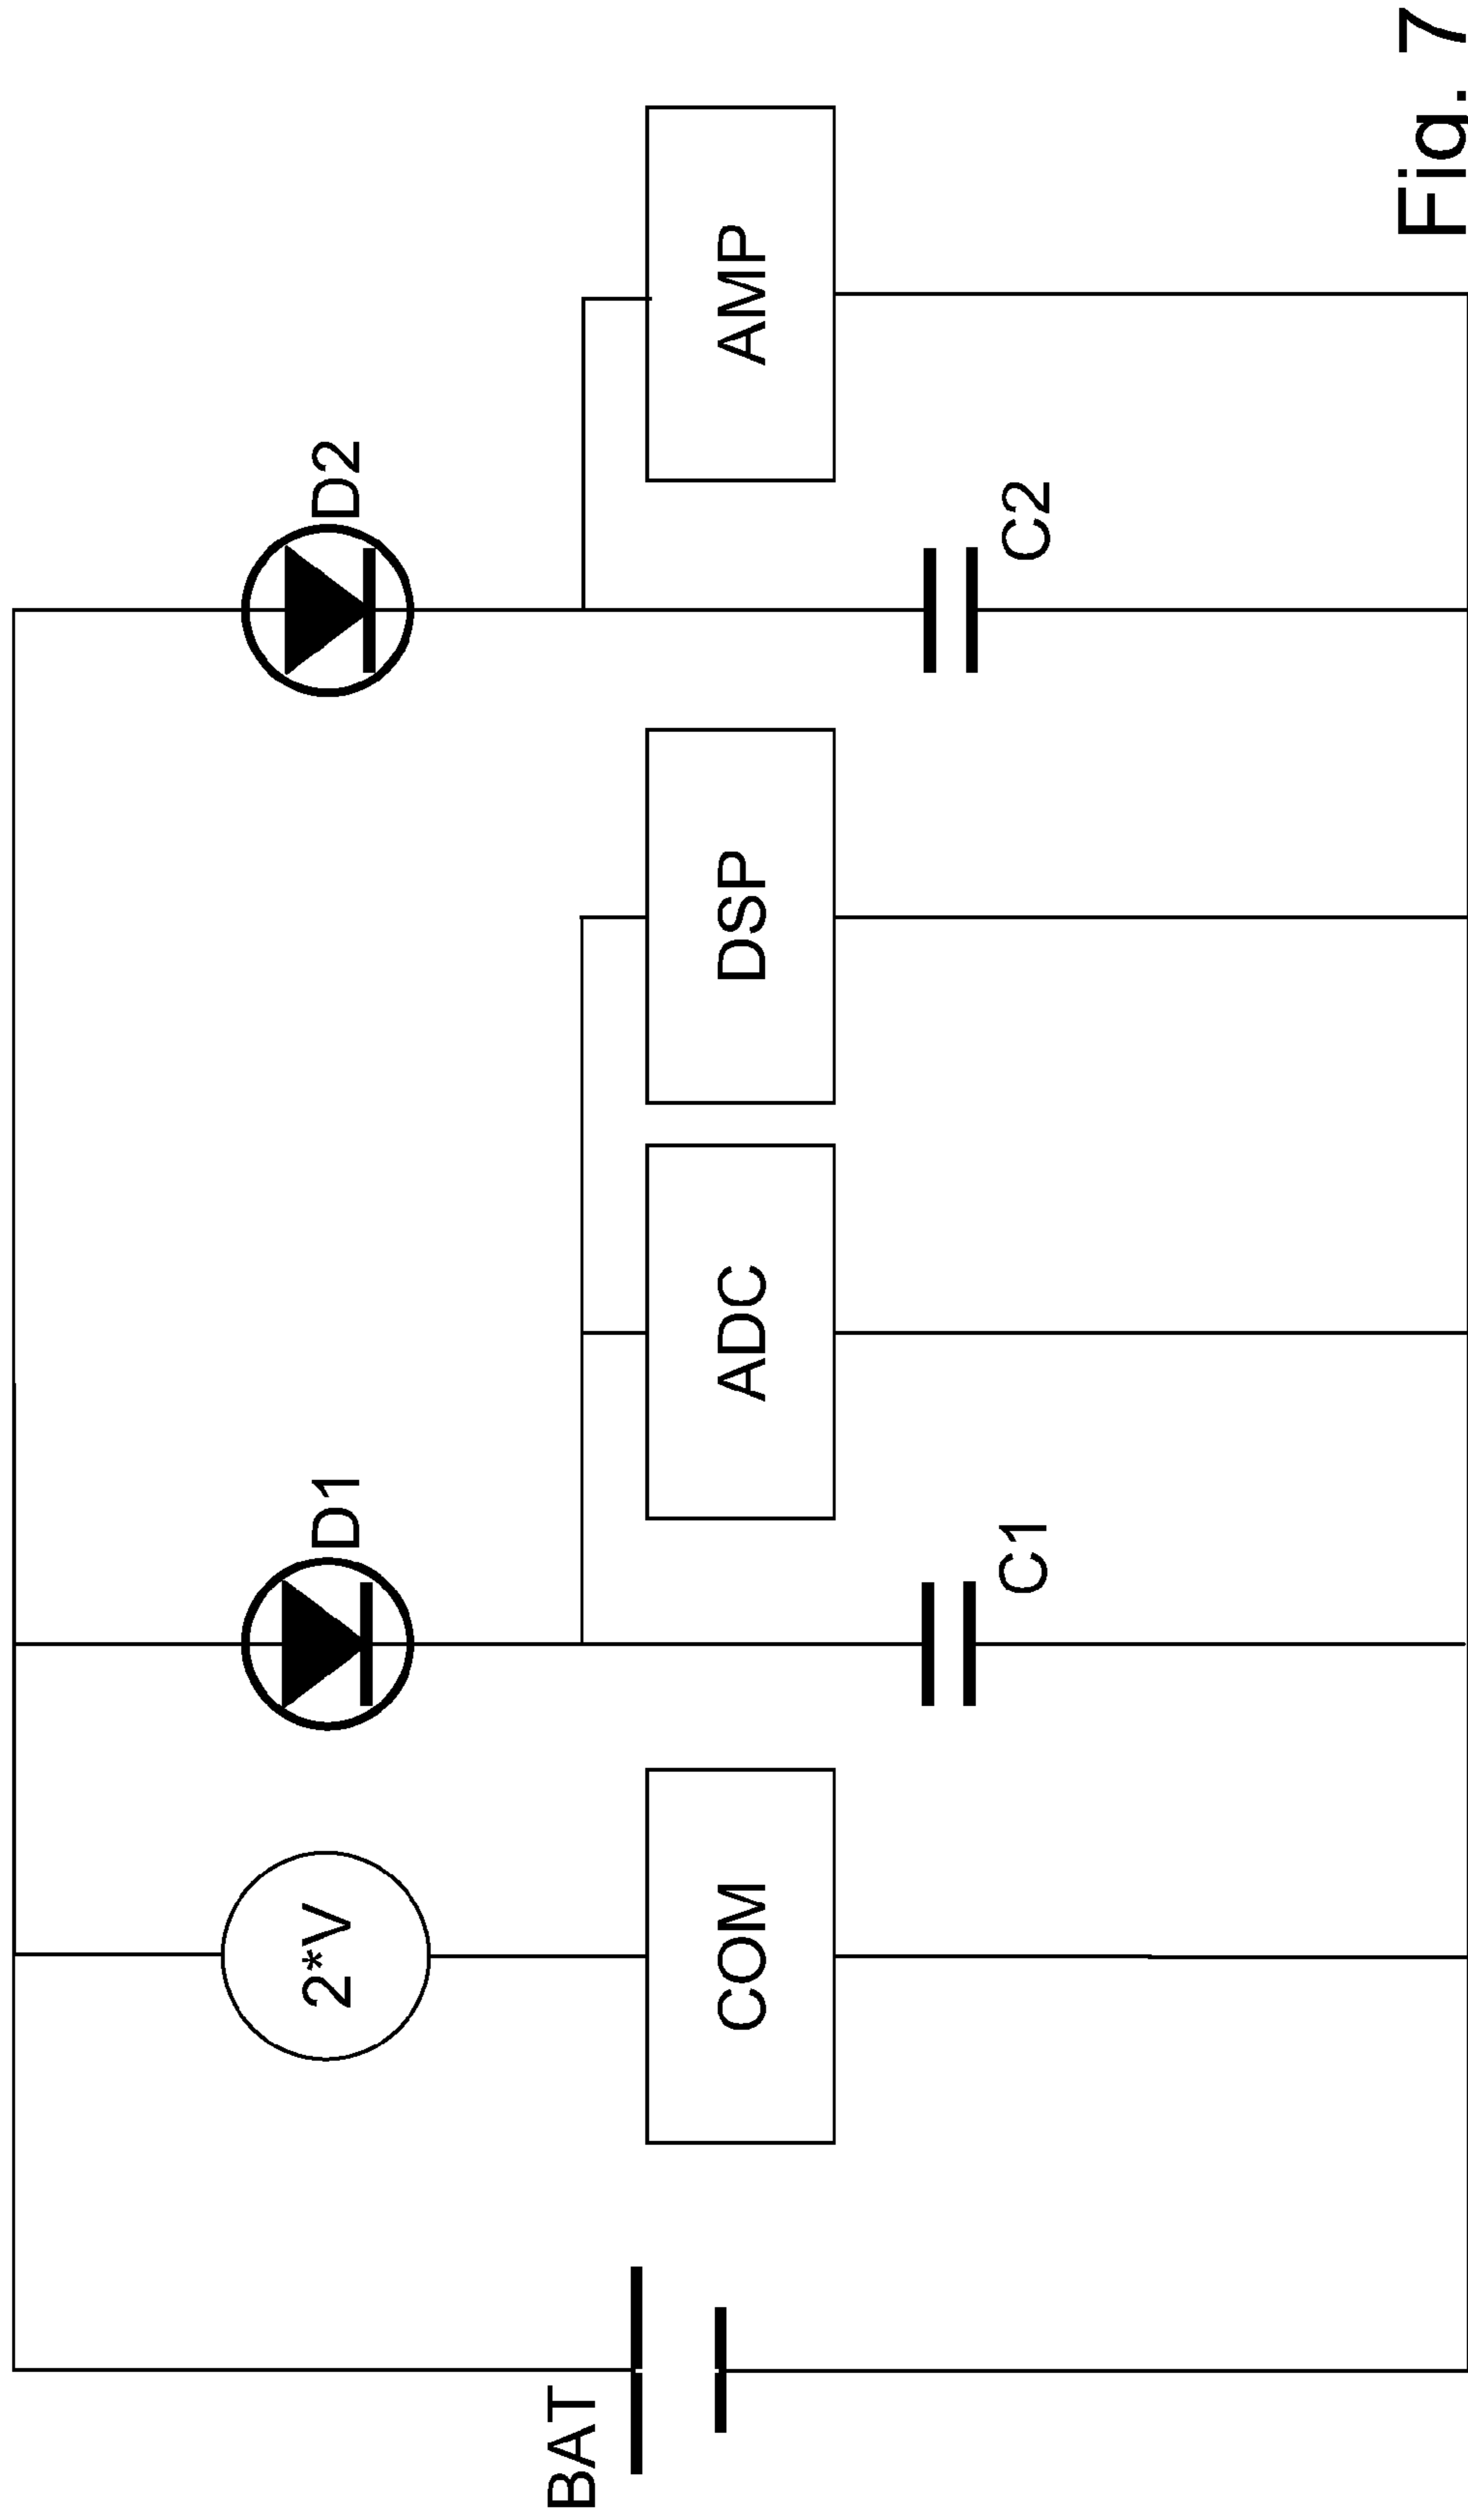 BAT
2*V
COM
D1
C1
ADC
DSP
D2
C2
AMP
Fig. 7